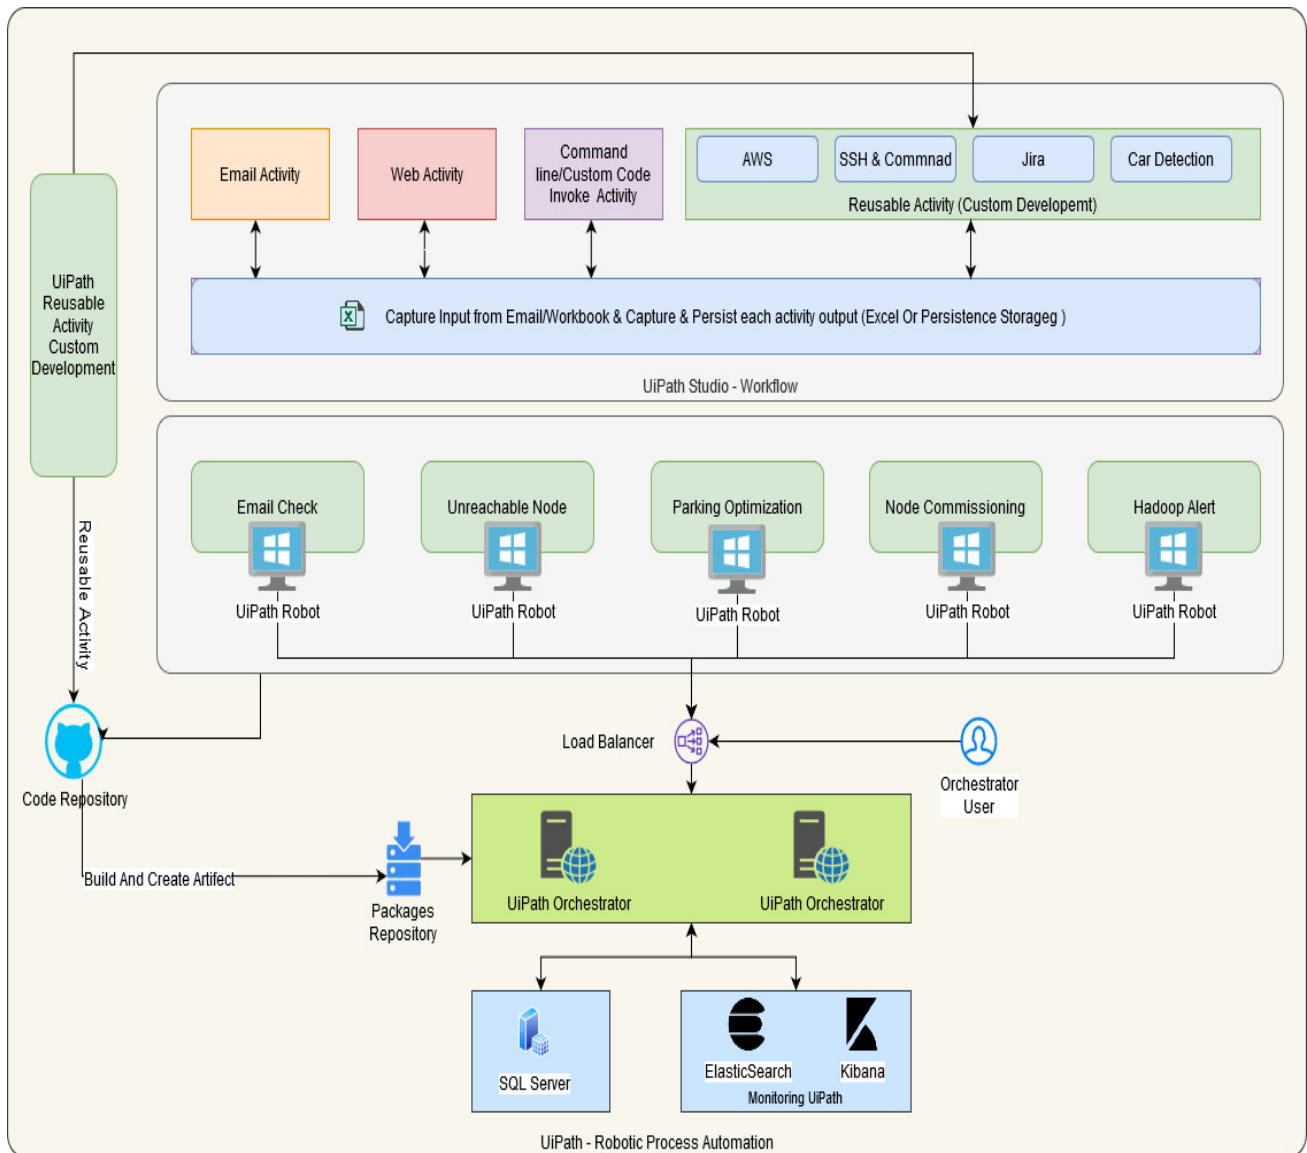 Email Activity
Web Activity
Command
line/Custom Code
Invoke Activity
AWS
SSH & Commnad
Jira
Car Detection
Reusable Activity (Custom Developemt)
UiPath
Reusable
Activity
Custom
Development
Capture Input from Email/Workbook & Capture & Persist each activity output (Excel Or Persistence Storageg )
UiPath Studio - Workflow
Email Check
Unreachable Node
Parking Optimization
Node Commissioning
Hadoop Alert
UiPath Robot
UiPath Robot
UiPath Robot
UiPath Robot
UiPath Robot
Reusable Activity
Load Balancer
Orchestrator
User
Code Repository
Build And Create Artifect
Packages
Repository
UiPath Orchestrator
UiPath Orchestrator
SQL Server
ElasticSearch
Kibana
Monitoring UiPath
UiPath - Robotic Process Automation